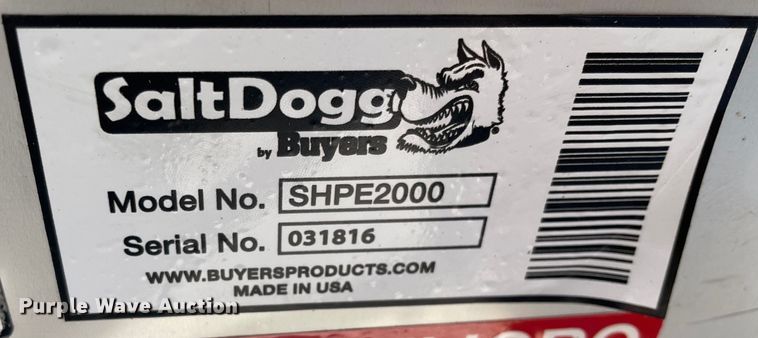 SaltDogg
by Buyers
Model No. SHPE2000
Serial No. 031816
WWW.BUYERSPRODUCTS.COM
MADE IN USA
Purple Wave Auction